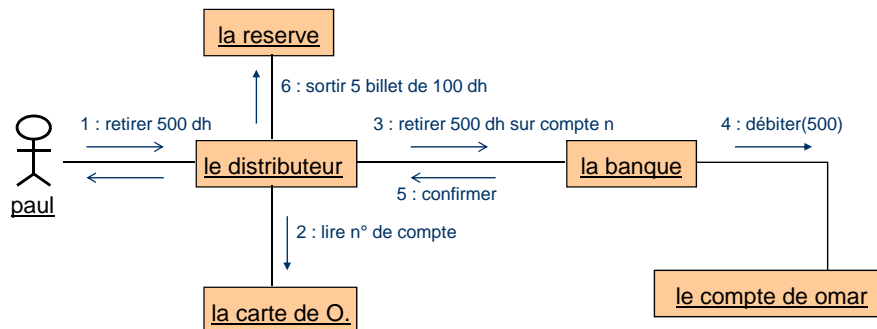 la reserve
6 : sortir 5 billet de 100 dh
1 : retirer 500 dh
3 : retirer 500 dh sur compte n
4 : débiter(500)
le distributeur
la banque
paul
5 : confirmer
2 : lire n° de compte
la carte de O.
le compte de omar